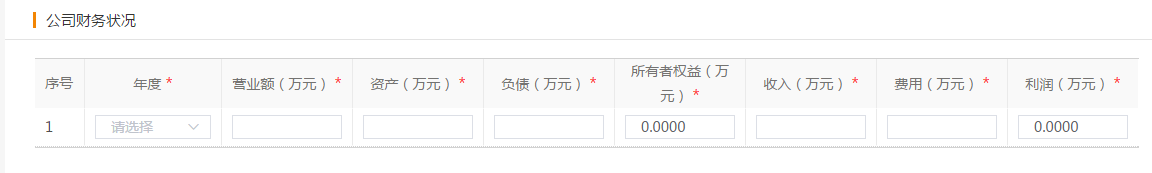 公司财务状况
序号 年度 * 营业额（万元） * 资产（万元） * 负债（万元） * 所有者权益（万元） * 收入（万元） * 费用（万元） * 利润（万元） *
1 请选择 0.0000 0.0000